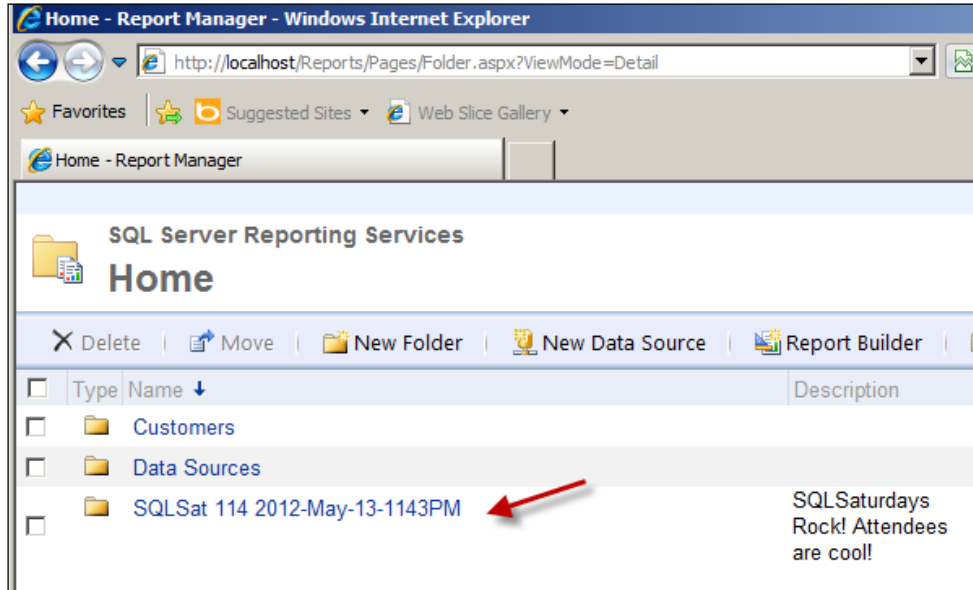 Home - Report Manager - Windows Internet Explorer
http://localhost/Reports/Pages/Folder.aspx?ViewMode=Detail
Favorites Suggested Sites Web Slice Gallery
Home - Report Manager
SQL Server Reporting Services
Home
Delete Move New Folder New Data Source Report Builder
Type Name Description
Customers
Data Sources
SQLSat 114 2012-May-13-1143PM SQLSaturdays
Rock! Attendees
are cool!